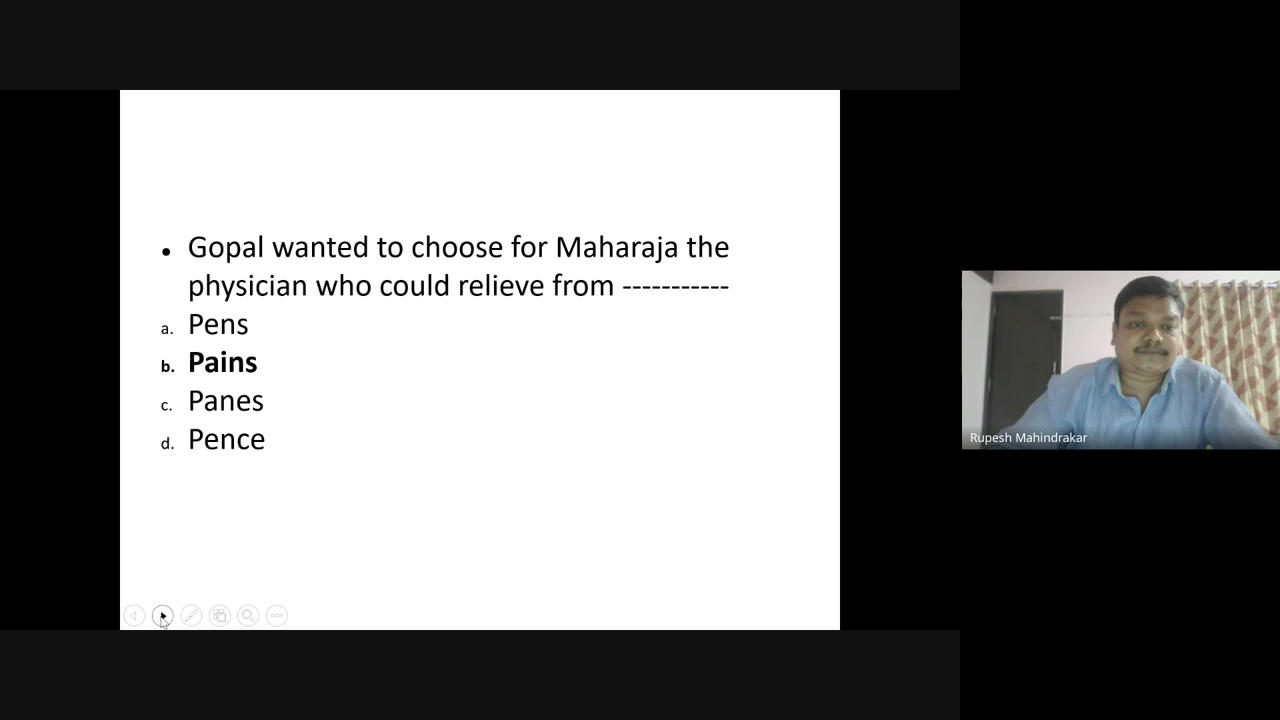 • Gopal wanted to choose for Maharaja the
physician who could relieve from -----------
a. Pens
b. Pains
c. Panes
d. Pence
Rupesh Mahindrakar